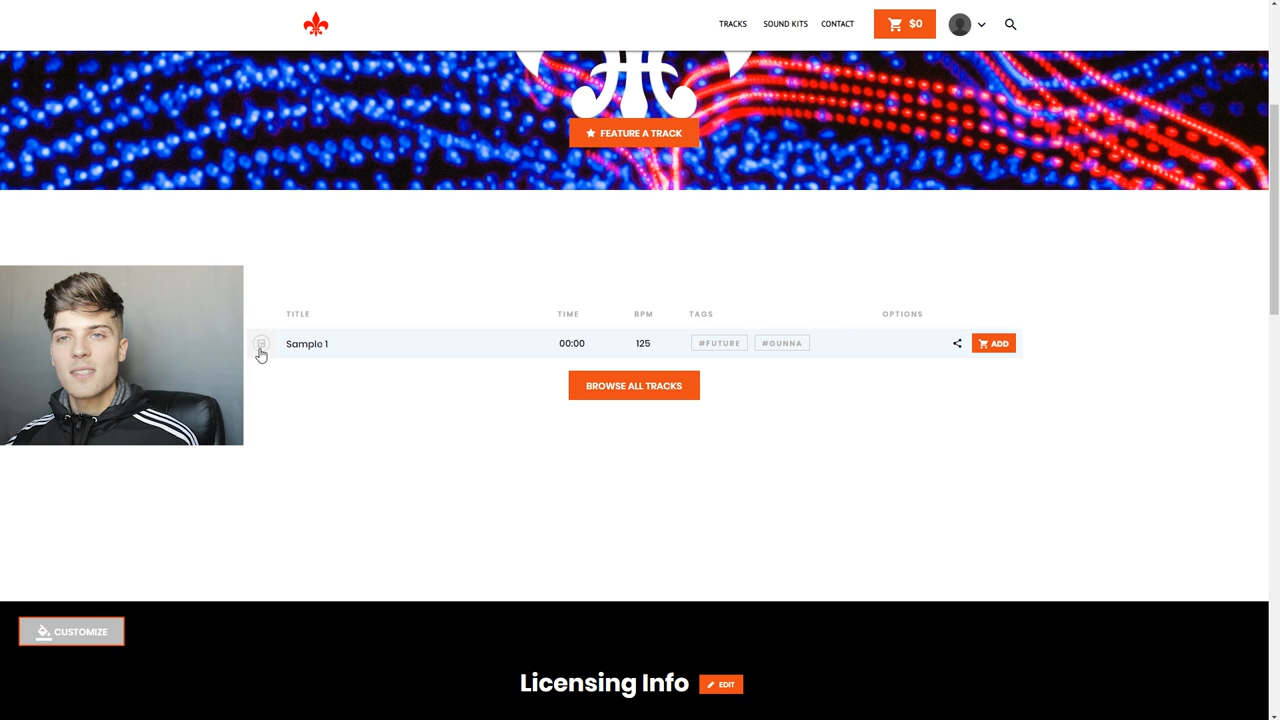 TRACKS SOUND KITS CONTACT $0
FEATURE A TRACK
TITLE TIME BPM TAGS OPTIONS
Sample 1 00:00 125 #FUTURE #GUNNA ADD
BROWSE ALL TRACKS
CUSTOMIZE
Licensing Info EDIT